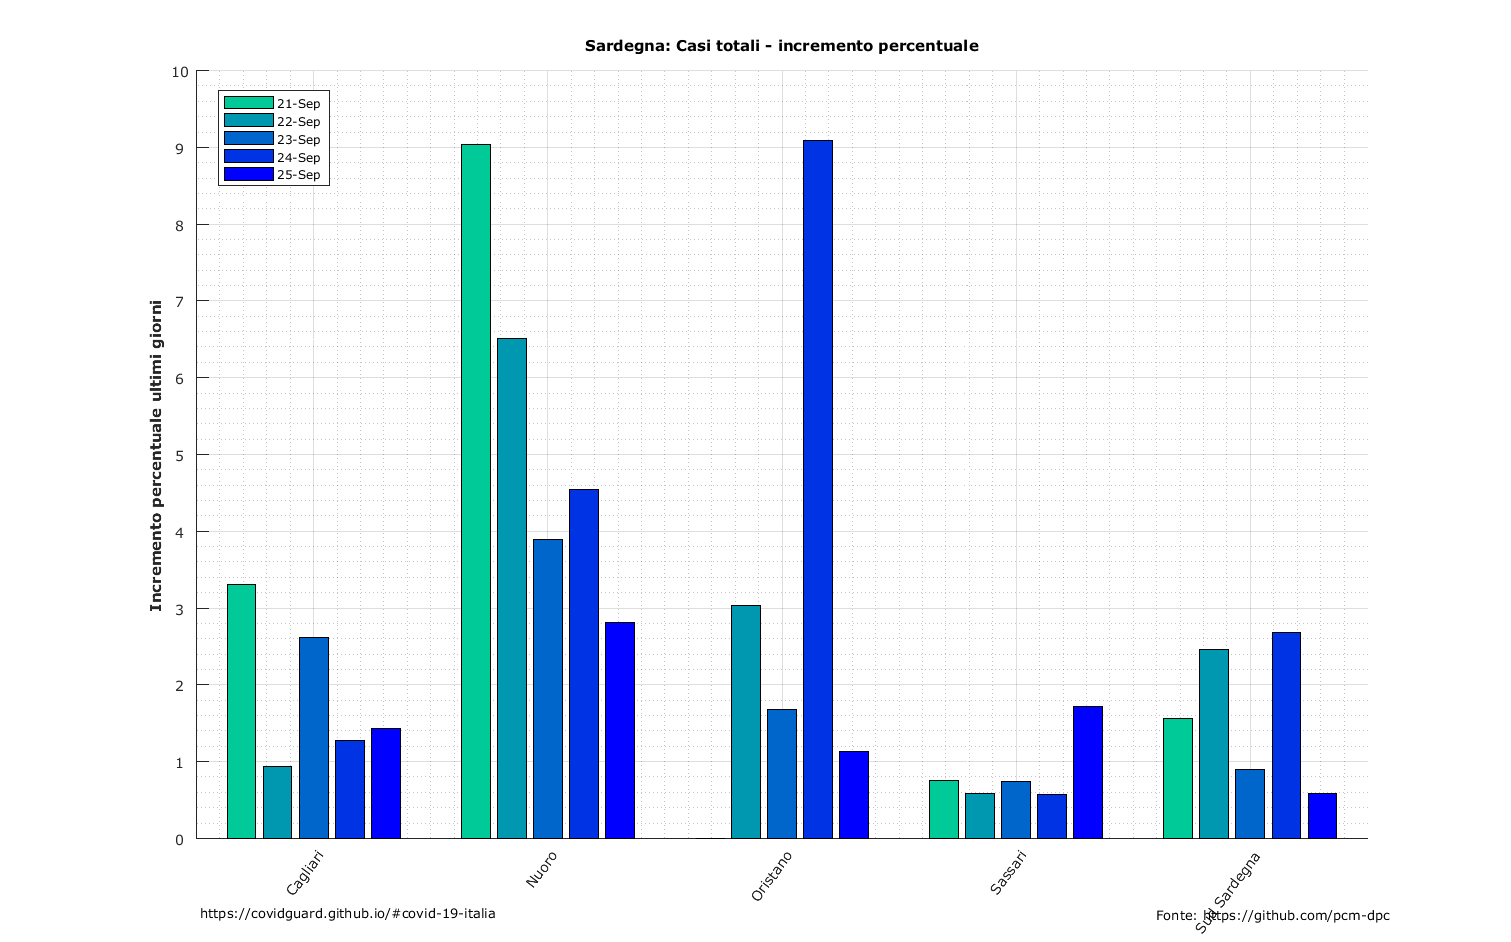 Sardegna: Casi totali - incremento percentuale
10
9
8
7
6
5
4
3
2
1
0
21-Sep
22-Sep
23-Sep
24-Sep
25-Sep
Incremento percentuale ultimi giorni
Cagliari
Nuoro
Oristano
Sassari
Sud Sardegna
https://covidguard.github.io/#covid-19-italia
Fonte: https://github.com/pcm-dpc